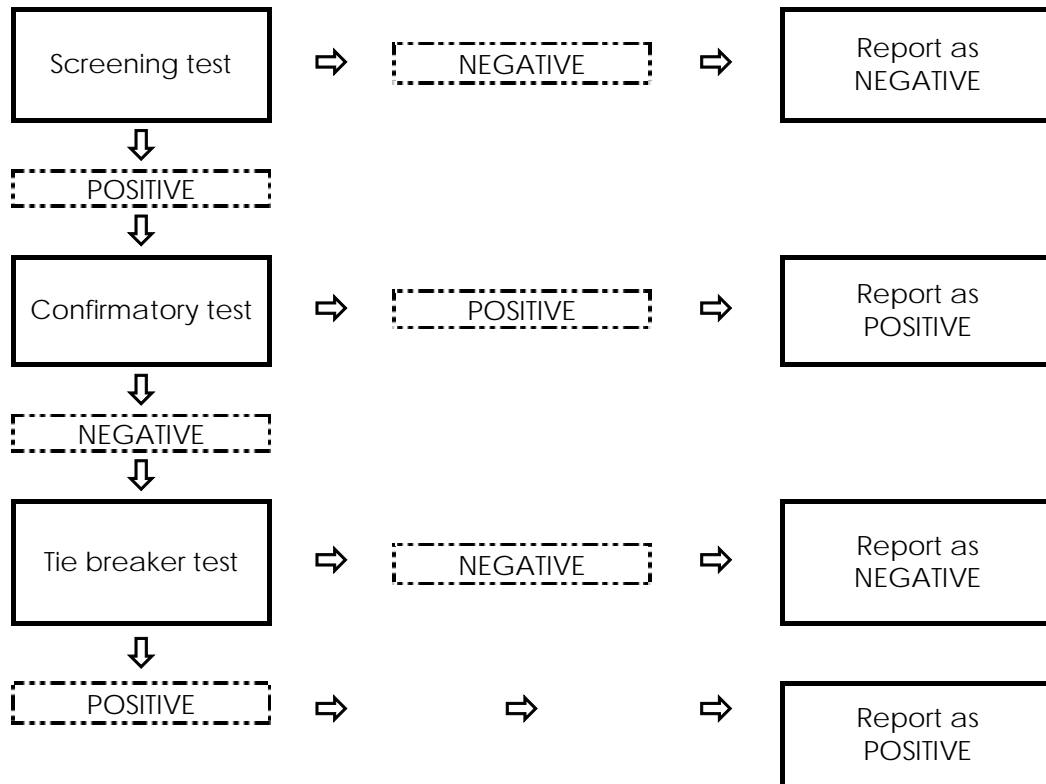 Screening test
NEGATIVE
Report as
NEGATIVE
POSITIVE
Confirmatory test
POSITIVE
Report as
POSITIVE
NEGATIVE
Tie breaker test
NEGATIVE
Report as
NEGATIVE
POSITIVE
Report as
POSITIVE